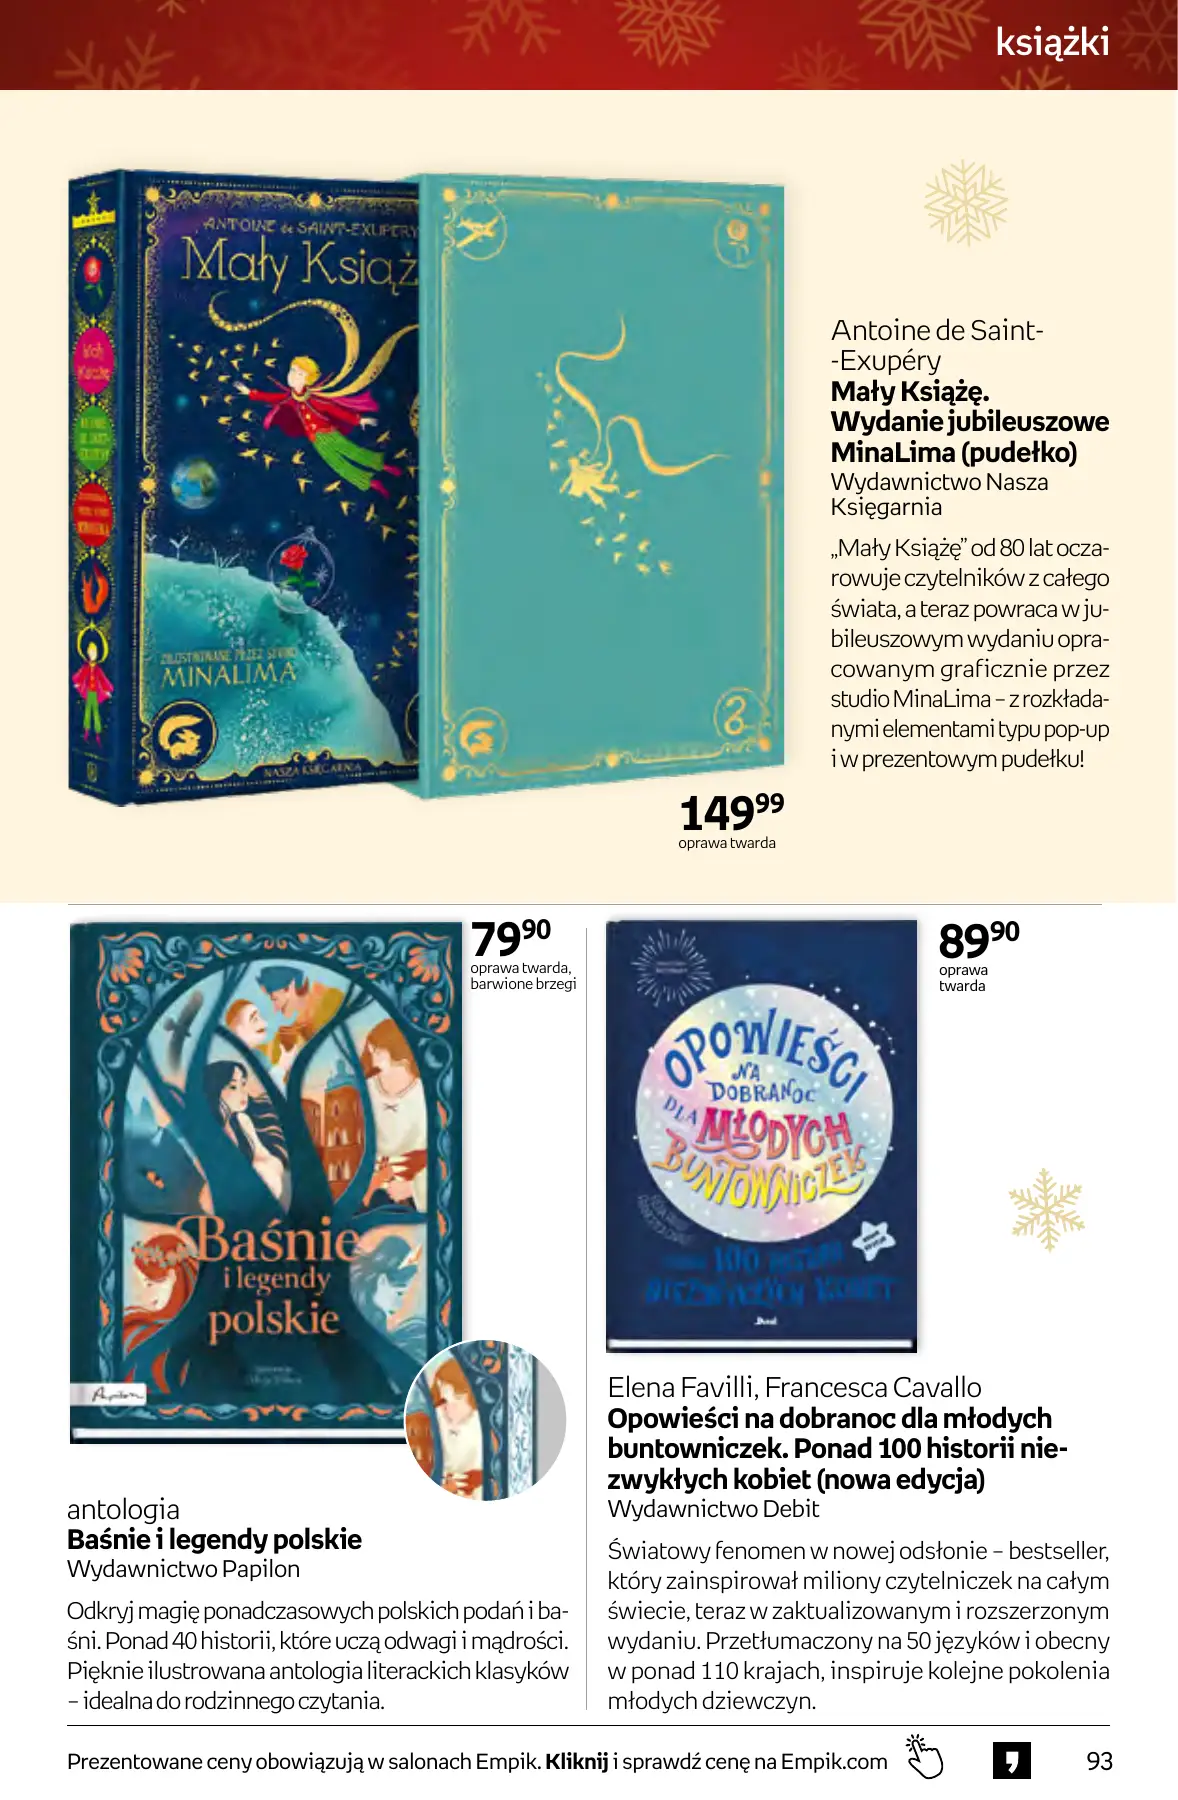 książki
ANTOINE de SAINT-EXUPÉRY
Mały Książ
ZILUSTROWANE PRZEZ STUDIO
MINALIMA
NASZA KSIĘGARNIA
Mały
Książę
Antoine de Saint-
-Exupéry
Mały Książę.
Wydanie jubileuszowe
MinaLima (pudełko)
Wydawnictwo Nasza
Księgarnia
„Mały Książę” od 80 lat ocza-
rowuje czytelników z całego
świata, a teraz powraca w ju-
bileuszowym wydaniu opra-
cowanym graficznie przez
studio MinaLima – z rozkłada-
nymi elementami typu pop-up
i w prezentowym pudełku!
149 99
oprawa twarda
79 90
oprawa twarda,
barwione brzegi
Baśnie
i legendy
polskie
Papilon
antologia
Baśnie i legendy polskie
Wydawnictwo Papilon
Odkryj magię ponadczasowych polskich podań i ba-
śni. Ponad 40 historii, które uczą odwagi i mądrości.
Pięknie ilustrowana antologia literackich klasyków
– idealna do rodzinnego czytania.
89 90
oprawa
twarda
OPOWIEŚCI
NA
DOBRANOC
DLA
MŁODYCH
BUNTOWNICZEK
100 HISTORII
NIEZWYKŁYCH KOBIET
Debit
Elena Favilli, Francesca Cavallo
Opowieści na dobranoc dla młodych
buntowniczek. Ponad 100 historii nie-
zwykłych kobiet (nowa edycja)
Wydawnictwo Debit
Światowy fenomen w nowej odsłonie – bestseller,
który zainspirował miliony czytelniczek na całym
świecie, teraz w zaktualizowanym i rozszerzonym
wydaniu. Przetłumaczony na 50 języków i obecny
w ponad 110 krajach, inspiruje kolejne pokolenia
młodych dziewczyn.
Prezentowane ceny obowiązują w salonach Empik. Kliknij i sprawdź cenę na Empik.com
93